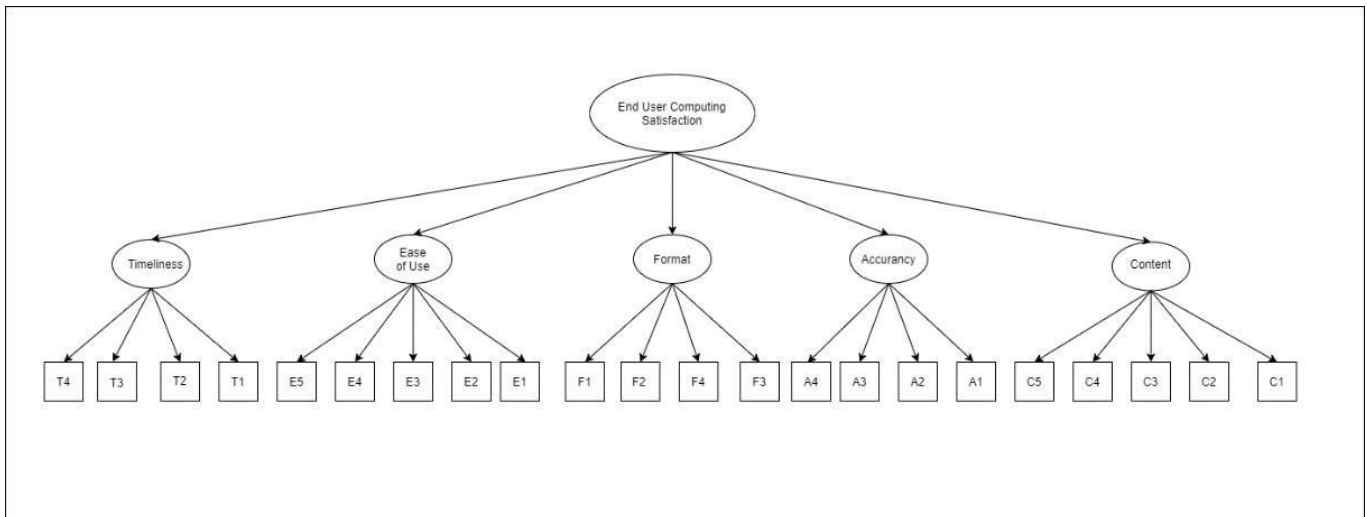 End User Computing
Satisfaction
Timeliness
Ease
of Use
Format
Accurancy
Content
T4
T3
T2
T1
E5
E4
E3
E2
E1
F1
F2
F4
F3
A4
A3
A2
A1
C5
C4
C3
C2
C1